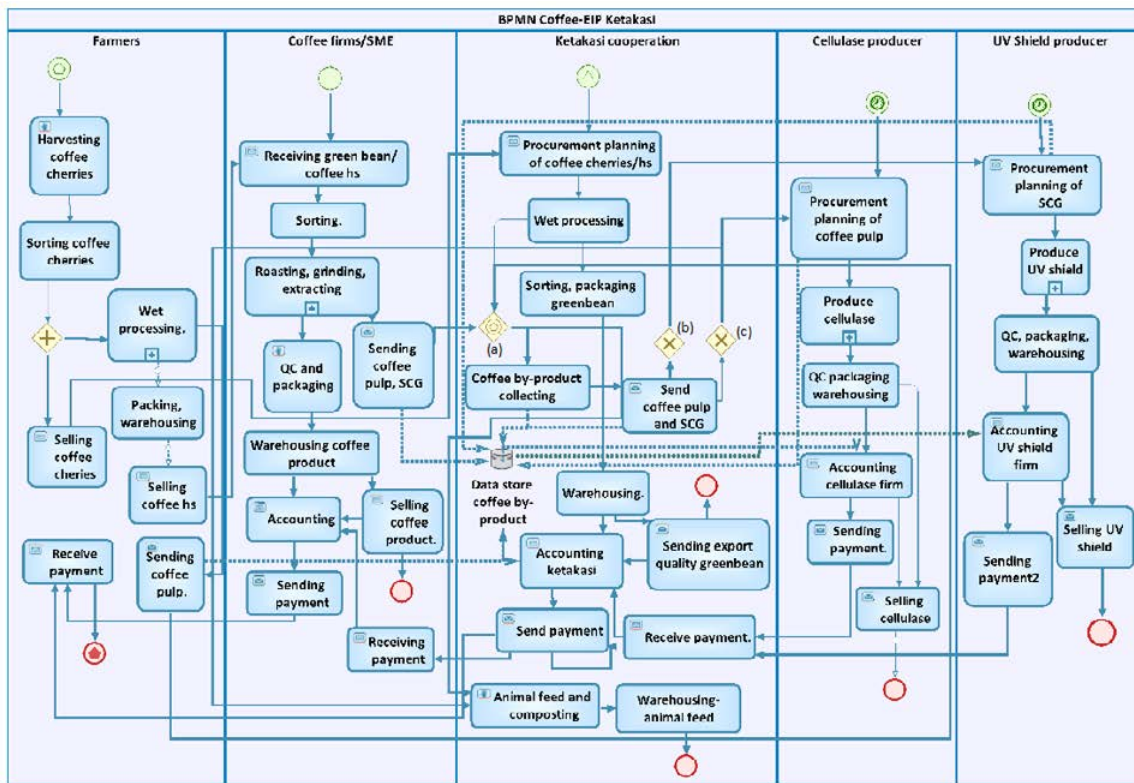 BPMN Coffee-EIP Ketakasi
Farmers
Coffee firms/SME
Ketakasi cooperation
Cellulase producer
UV Shield producer
Harvesting
coffee
cherries
Sorting coffee
cherries
Wet
processing,
Packing,
warehousing
Selling
coffee
cheries
Selling
coffee hs
Receive
payment
Sending
coffee
pulp.
Receiving green bean/
coffee hs
Sorting.
Roasting, grinding,
extracting
QC and
packaging
Sending
coffee
pulp, SCG
Warehousing coffee
product
Accounting
Selling
coffee
product.
Sending
payment
Receiving
payment
Procurement planning
of coffee cherries/hs
Wet processing
Sorting, packaging
greenbean
(a)
(b)
(c)
Coffee by-product
collecting
Send
coffee pulp
and SCG
Data store
coffee by-
product
Warehousing.
Accounting
ketakasi
Sending export
quality greenbean
Send payment
Receive payment.
Animal feed and
composting
Warehousing-
animal feed
Procurement
planning of
coffee pulp
Produce
cellulase
QC packaging
warehousing
Accounting
cellulase firm
Sending
payment.
Selling
cellulase
Procurement
planning of
SCG
Produce
UV shield
QC, packaging,
warehousing
Accounting
UV shield
firm
Selling UV
shield
Sending
payment2